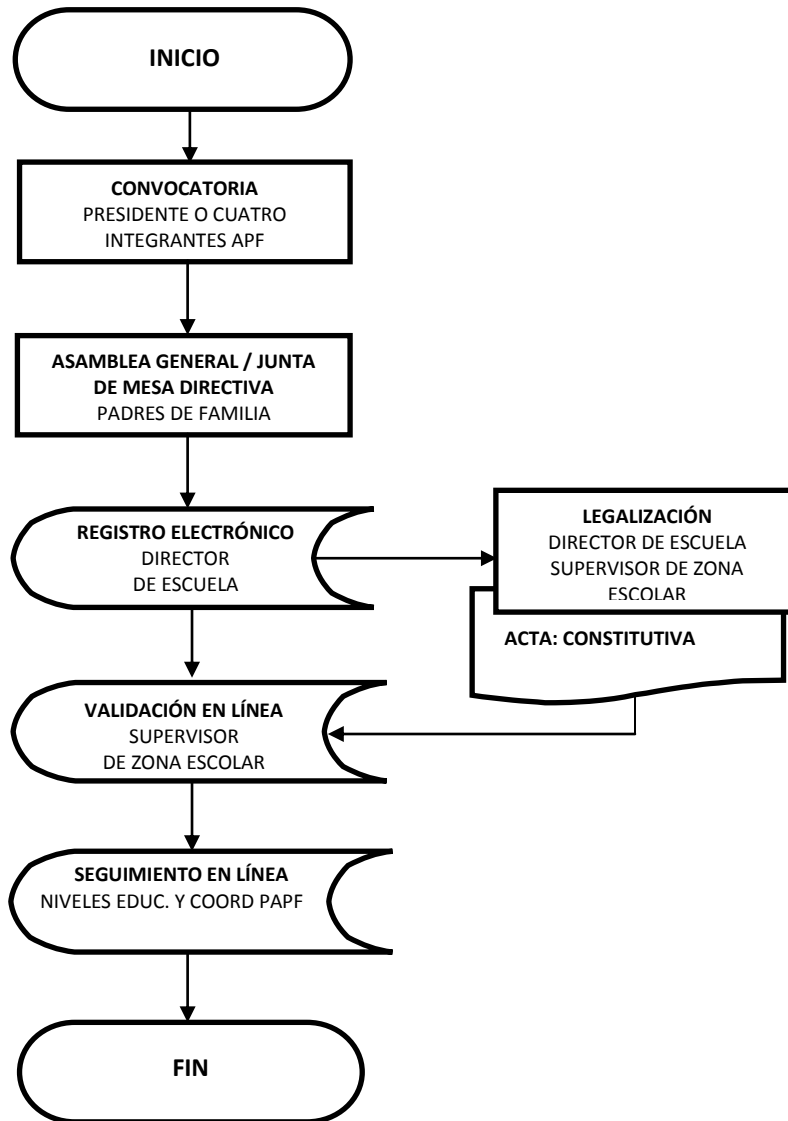 INICIO
CONVOCATORIA
PRESIDENTE O CUATRO
INTEGRANTES APF
ASAMBLEA GENERAL / JUNTA
DE MESA DIRECTIVA
PADRES DE FAMILIA
REGISTRO ELECTRÓNICO
DIRECTOR
DE ESCUELA
LEGALIZACIÓN
DIRECTOR DE ESCUELA
SUPERVISOR DE ZONA
ESCOLAR
ACTA: CONSTITUTIVA
VALIDACIÓN EN LÍNEA
SUPERVISOR
DE ZONA ESCOLAR
SEGUIMIENTO EN LÍNEA
NIVELES EDUC. Y COORD PAPF
FIN